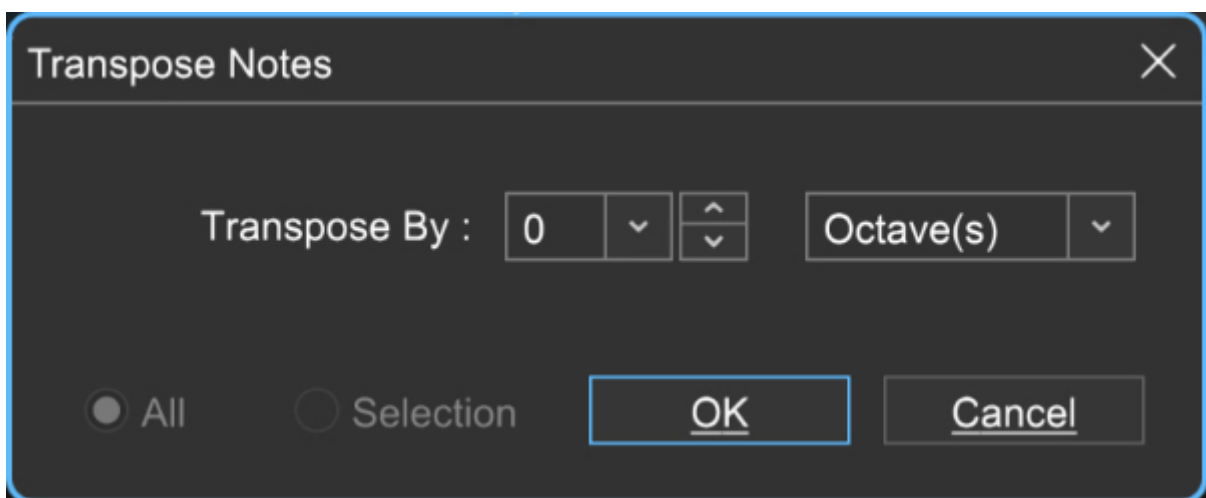 Transpose Notes
Transpose By : 0 Octave(s)
All Selection OK Cancel